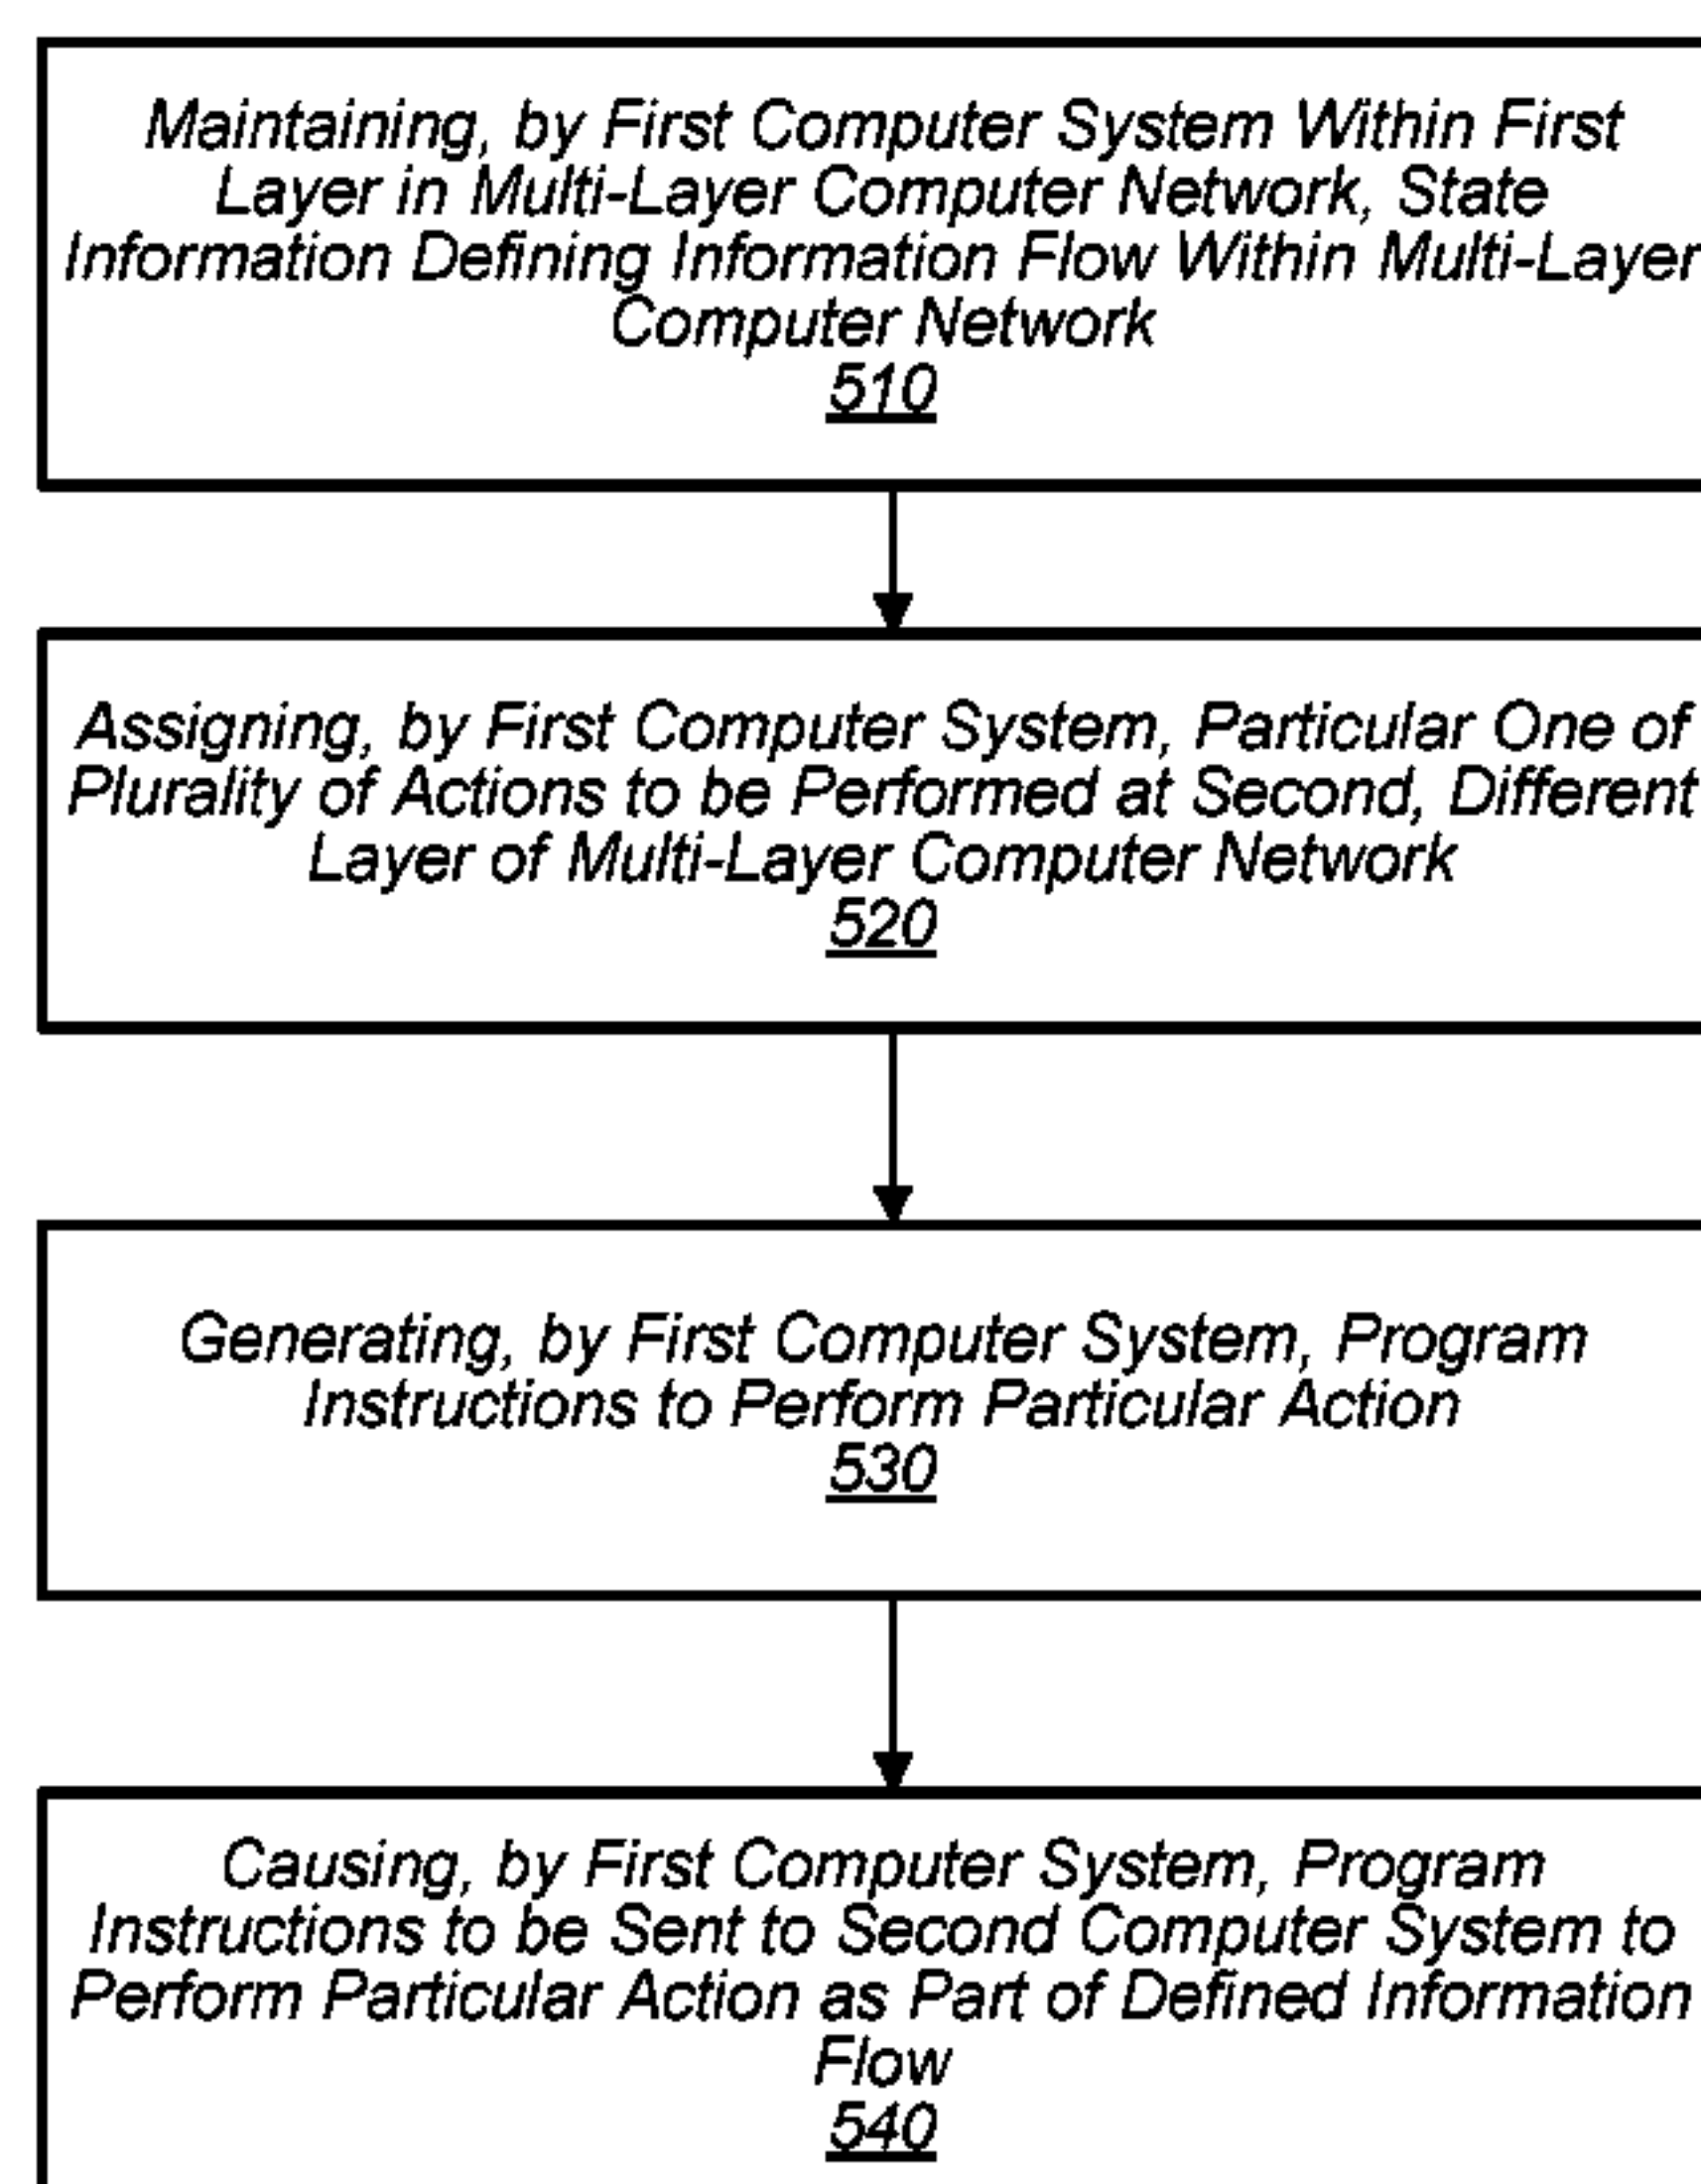 Maintaining, by First Computer System Within First
Layer in Multi-Layer Computer Network, State
Information Defining Information Flow Within Multi-Layer
Computer Network
510
Assigning, by First Computer System, Particular One of
Plurality of Actions to be Performed at Second, Different
Layer of Multi-Layer Computer Network
520
Generating, by First Computer System, Program
Instructions to Perform Particular Action
530
Causing, by First Computer System, Program
Instructions to be Sent to Second Computer System to
Perform Particular Action as Part of Defined Information
Flow
540